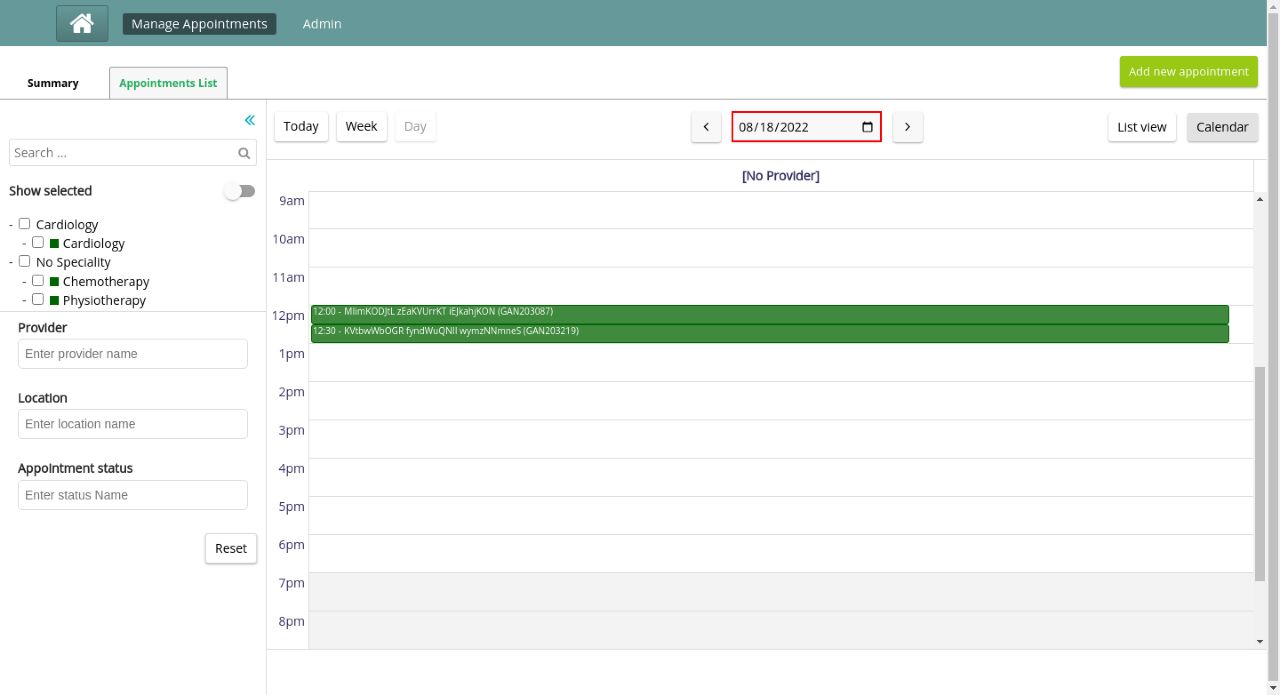 Manage Appointments Admin
Summary Appointments List Add new appointment
Today Week Day 08/18/2022 List view Calendar
Search ...
[No Provider]
Show selected
- Cardiology
- Cardiology
- No Speciality
- Chemotherapy
- Physiotherapy
Provider
Enter provider name
Location
Enter location name
Appointment status
Enter status Name
Reset
9am
10am
11am
12pm
12:00 - MlimKODJtL zEaKVUrrKT iEJkahjKON (GAN203087)
12:30 - KVtbwWbOGR fyndWuQNIl wymzNNmneS (GAN203219)
1pm
2pm
3pm
4pm
5pm
6pm
7pm
8pm